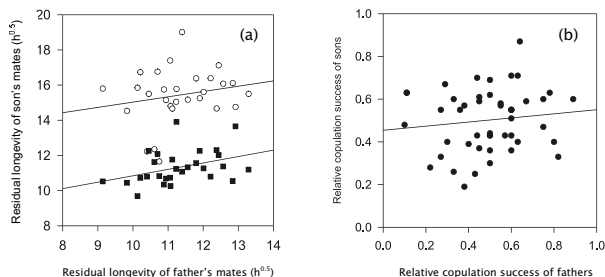 (a)
Residual longevity of son's mates (h^0.5)
20
18
16
14
12
10
8
8 9 10 11 12 13 14
Residual longevity of father's mates (h^0.5)
(b)
Relative copulation success of sons
1.0
0.8
0.6
0.4
0.2
0.0
0.0 0.2 0.4 0.6 0.8 1.0
Relative copulation success of fathers